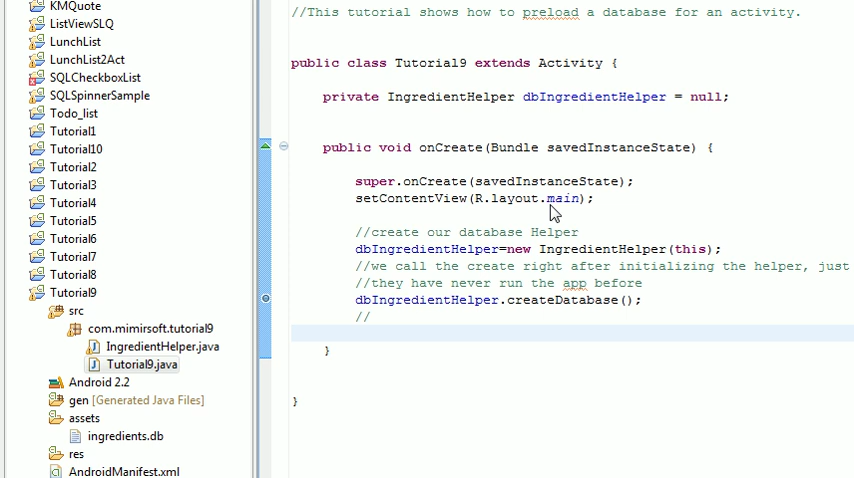 KMQuote
ListViewSLQ
LunchList
LunchList2Act
SQLCheckboxList
SQLSpinnerSample
Todo_list
Tutorial1
Tutorial10
Tutorial2
Tutorial3
Tutorial4
Tutorial5
Tutorial6
Tutorial7
Tutorial8
Tutorial9
src
com.mimirsoft.tutorial9
IngredientHelper.java
Tutorial9.java
Android 2.2
gen [Generated Java Files]
assets
ingredients.db
res
AndroidManifest.xml
//This tutorial shows how to preload a database for an activity.
public class Tutorial9 extends Activity {
private IngredientHelper dbIngredientHelper = null;
public void onCreate(Bundle savedInstanceState) {
super.onCreate(savedInstanceState);
setContentView(R.layout.main);
//create our database Helper
dbIngredientHelper=new IngredientHelper(this);
//we call the create right after initializing the helper, just
//they have never run the app before
dbIngredientHelper.createDatabase();
//
}
}